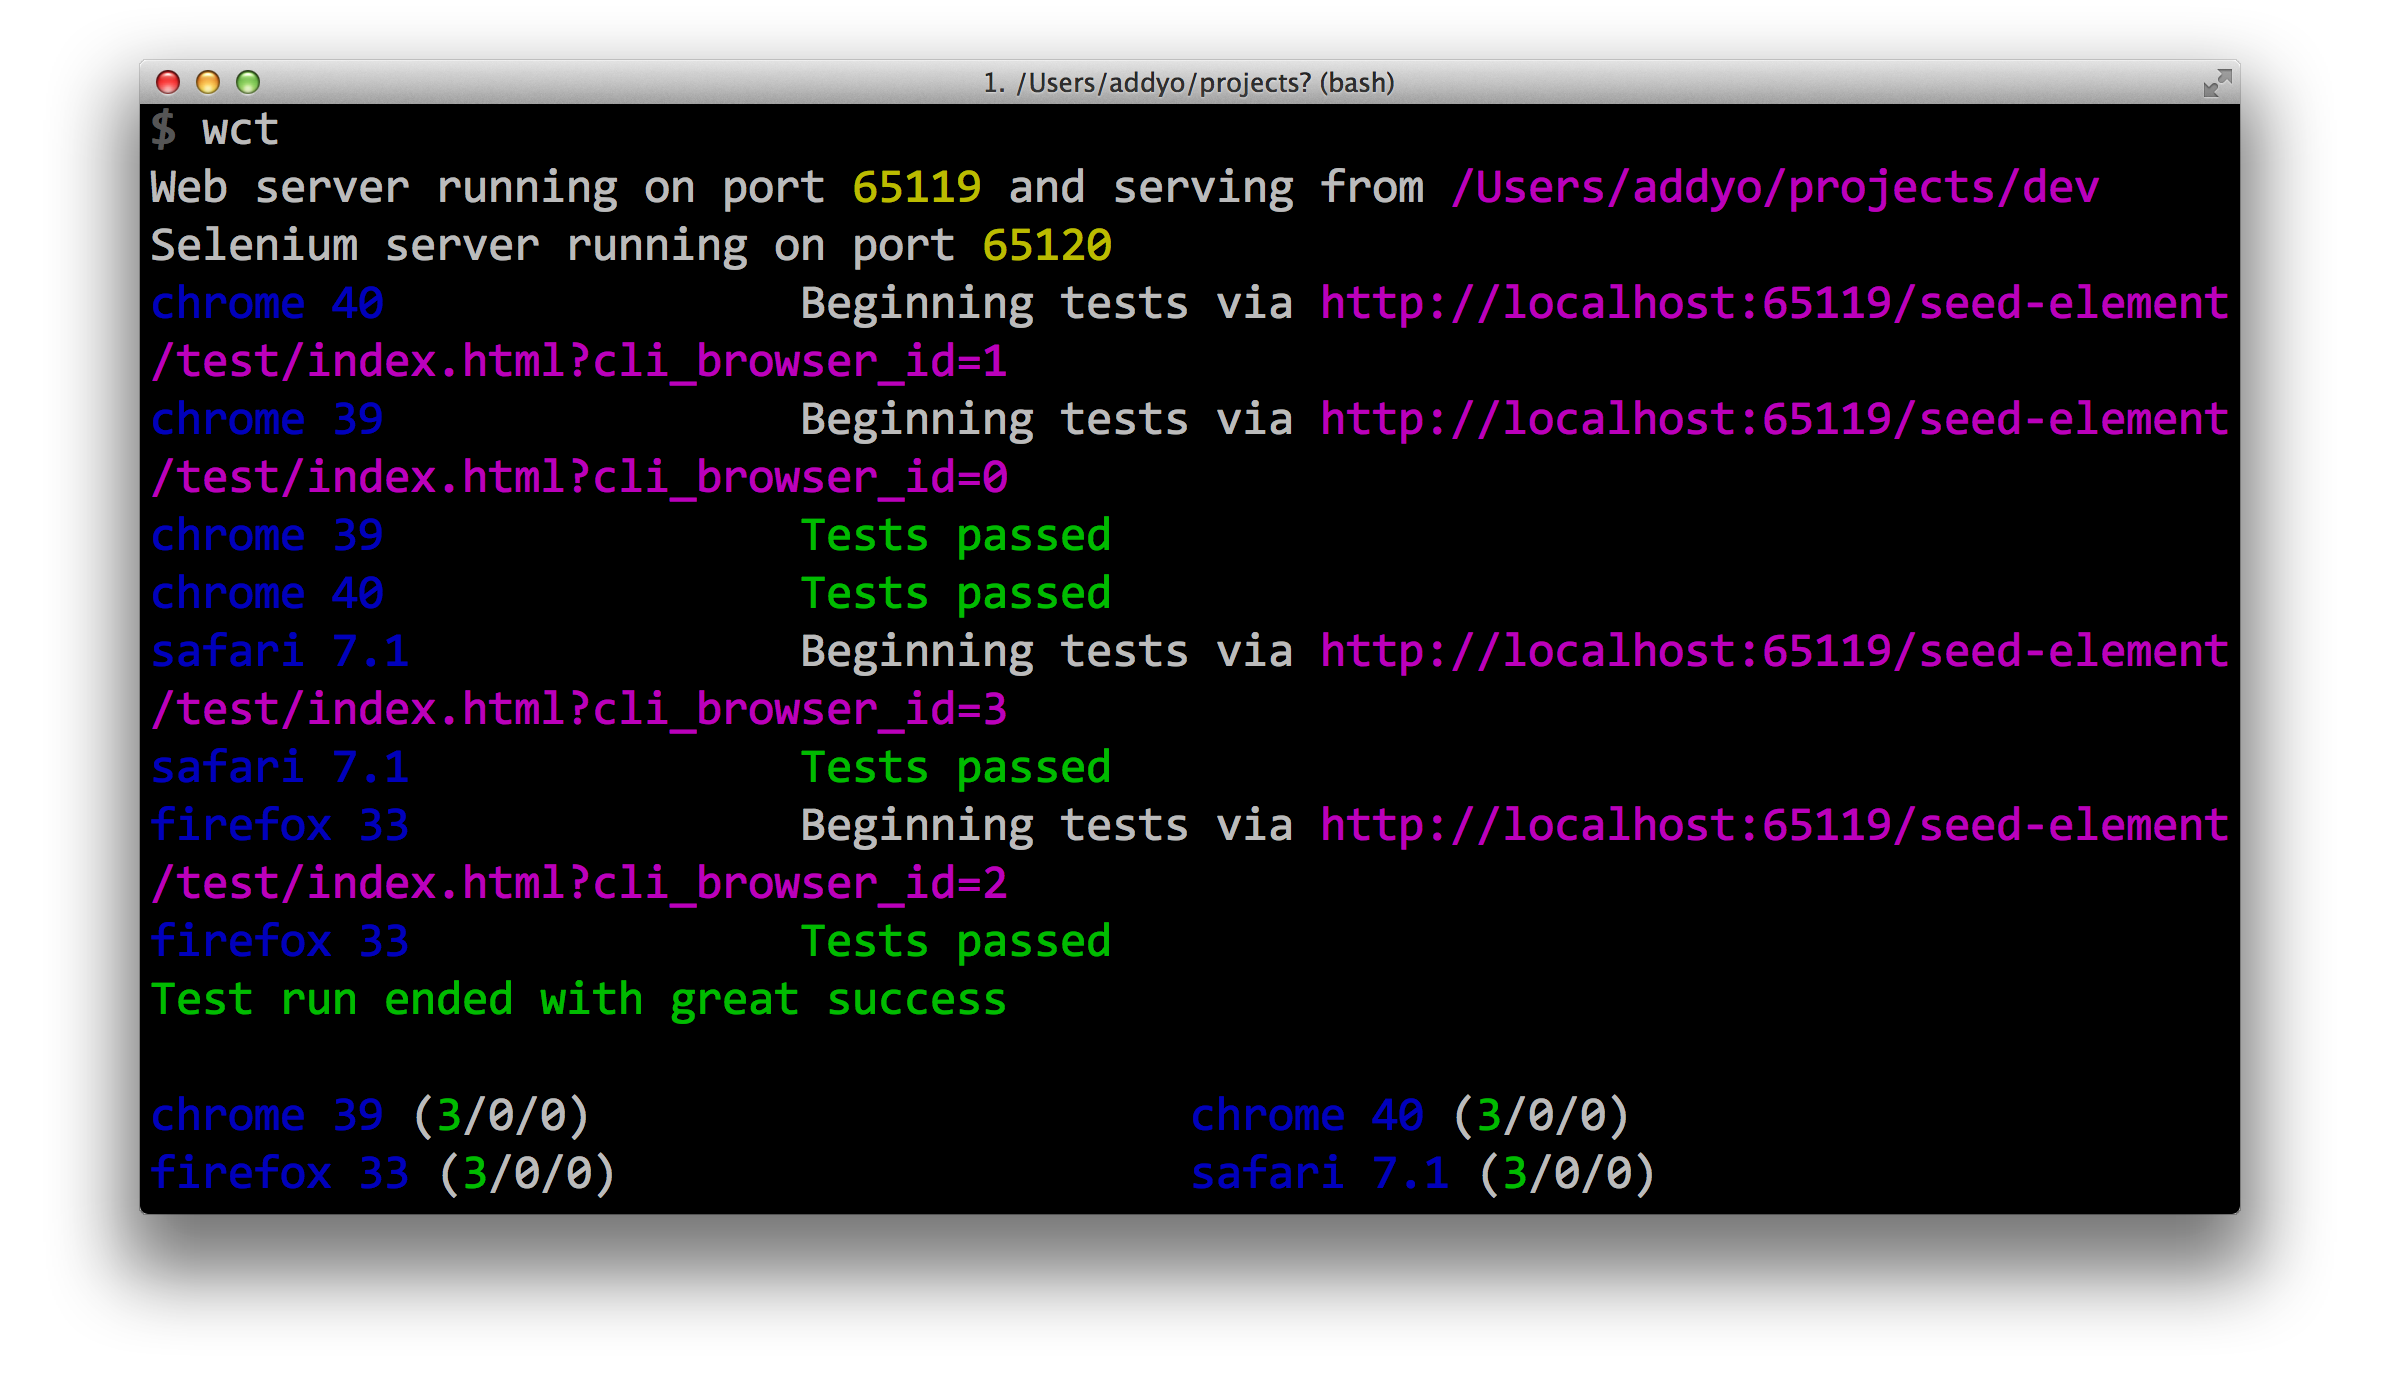 1. /Users/addyo/projects? (bash)
$ wct
Web server running on port 65119 and serving from /Users/addyo/projects/dev
Selenium server running on port 65120
chrome 40 Beginning tests via http://localhost:65119/seed-element
/test/index.html?cli_browser_id=1
chrome 39 Beginning tests via http://localhost:65119/seed-element
/test/index.html?cli_browser_id=0
chrome 39 Tests passed
chrome 40 Tests passed
safari 7.1 Beginning tests via http://localhost:65119/seed-element
/test/index.html?cli_browser_id=3
safari 7.1 Tests passed
firefox 33 Beginning tests via http://localhost:65119/seed-element
/test/index.html?cli_browser_id=2
firefox 33 Tests passed
Test run ended with great success
chrome 39 (3/0/0) chrome 40 (3/0/0)
firefox 33 (3/0/0) safari 7.1 (3/0/0)